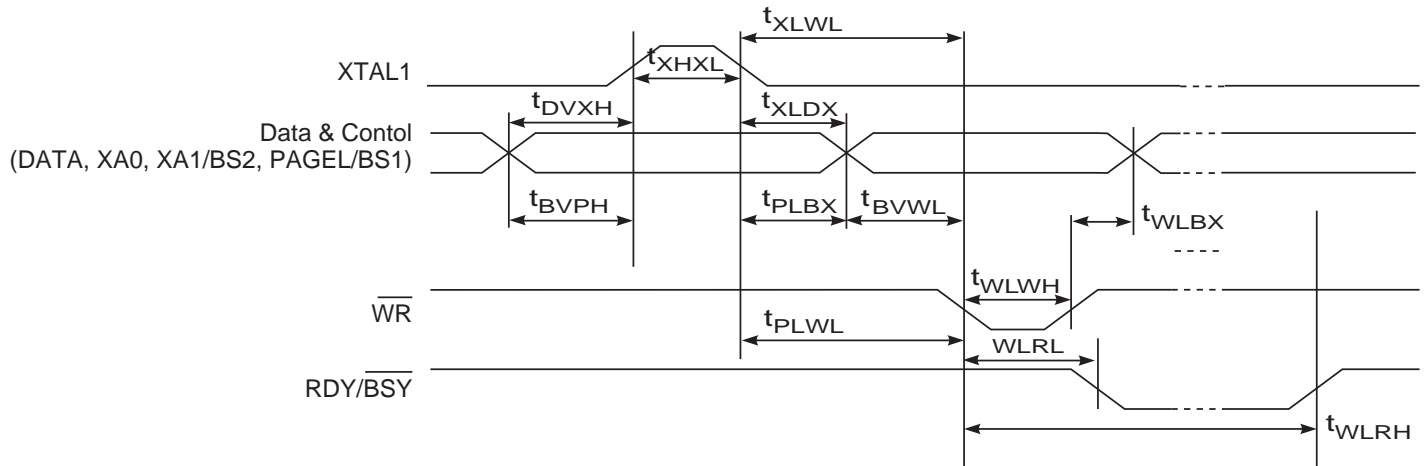 tXLWL
XTAL1
tXHXL
tDVXH
tXLDX
Data & Contol
(DATA, XA0, XA1/BS2, PAGEL/BS1)
tBVPH
tPLBX
tBVWL
tWLBX
WR
tWLWH
tPLWL
WLRL
RDY/BSY
tWLRH